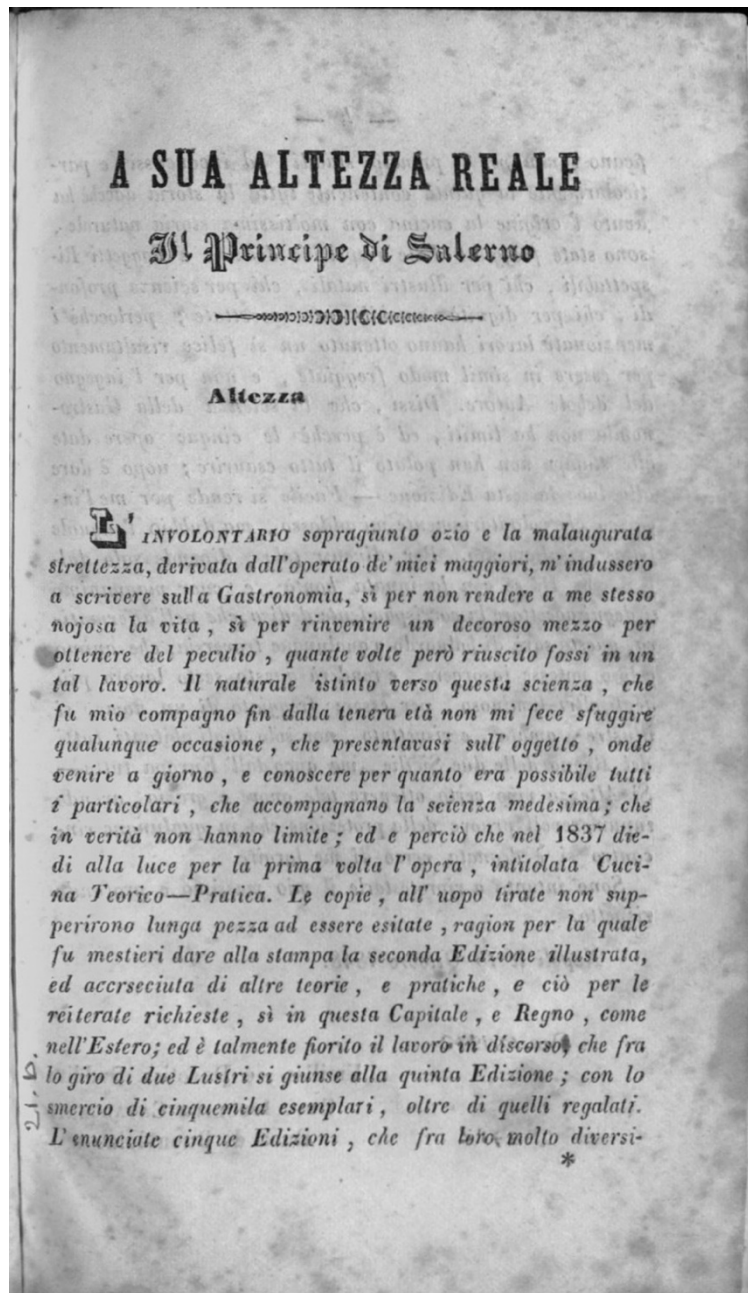 A SUA ALTEZZA REALE
Il Principe di Salerno
Altezza
L' INVOLONTARIO sopragiunto ozio e la malaugurata
strettezza, derivata dall'operato de' miei maggiori, m'indussero
a scrivere sulla Gastronomia, sì per non rendere a me stesso
nojosa la vita, sì per rinvenire un decoroso mezzo per
ottenere del peculio, quante volte però riuscito fossi in un
tal lavoro. Il naturale istinto verso questa scienza, che
fu mio compagno fin dalla tenera età non mi fece sfuggire
qualunque occasione, che presentavasi sull' oggetto, onde
venire a giorno, e conoscere per quanto era possibile tutti
i particolari, che accompagnano la scienza medesima; che
in verità non hanno limite; ed e perciò che nel 1837 die-
di alla luce per la prima volta l'opera, intitolata Cuci-
na Teorico—Pratica. Le copie, all' uopo tirate non sup-
perirono lunga pezza ad essere esitate, ragion per la quale
fu mestieri dare alla stampa la seconda Edizione illustrata,
ed accrseciuta di altre teorie, e pratiche, e ciò per le
reiterate richieste, sì in questa Capitale, e Regno, come
nell'Estero; ed è talmente fiorito il lavoro in discorso, che fra
lo giro di due Lustri si giunse alla quinta Edizione; con lo
smercio di cinquemila esemplari, oltre di quelli regalati.
L'enunciate cinque Edizioni, che fra loro molto diversi-
*